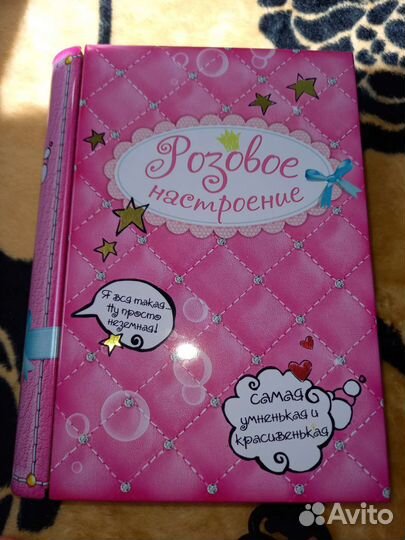 Розовое
настроение
Я вся такая...
Ну просто
неземная!
самая
умненькая и
красивенькая
Avito